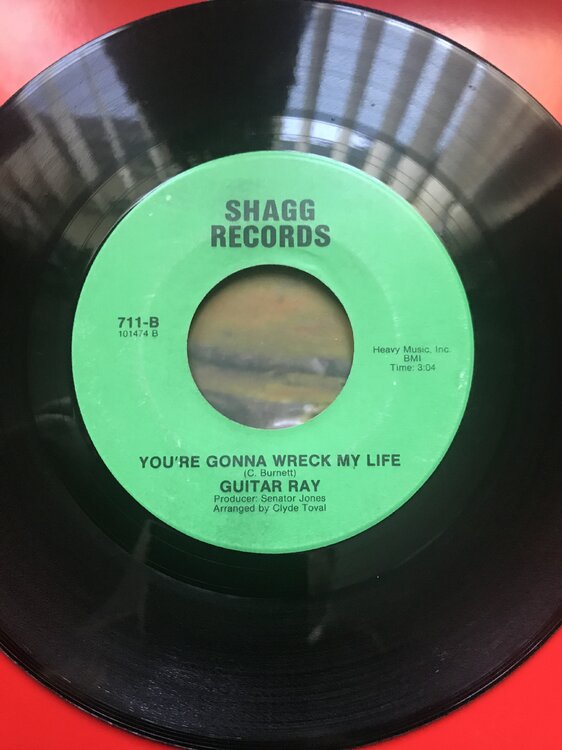 SHAGG
RECORDS
711-B
101474 B
Heavy Music, Inc.
BMI
Time: 3:04
YOU'RE GONNA WRECK MY LIFE
(C. Burnett)
GUITAR RAY
Producer: Senator Jones
Arranged by Clyde Toval